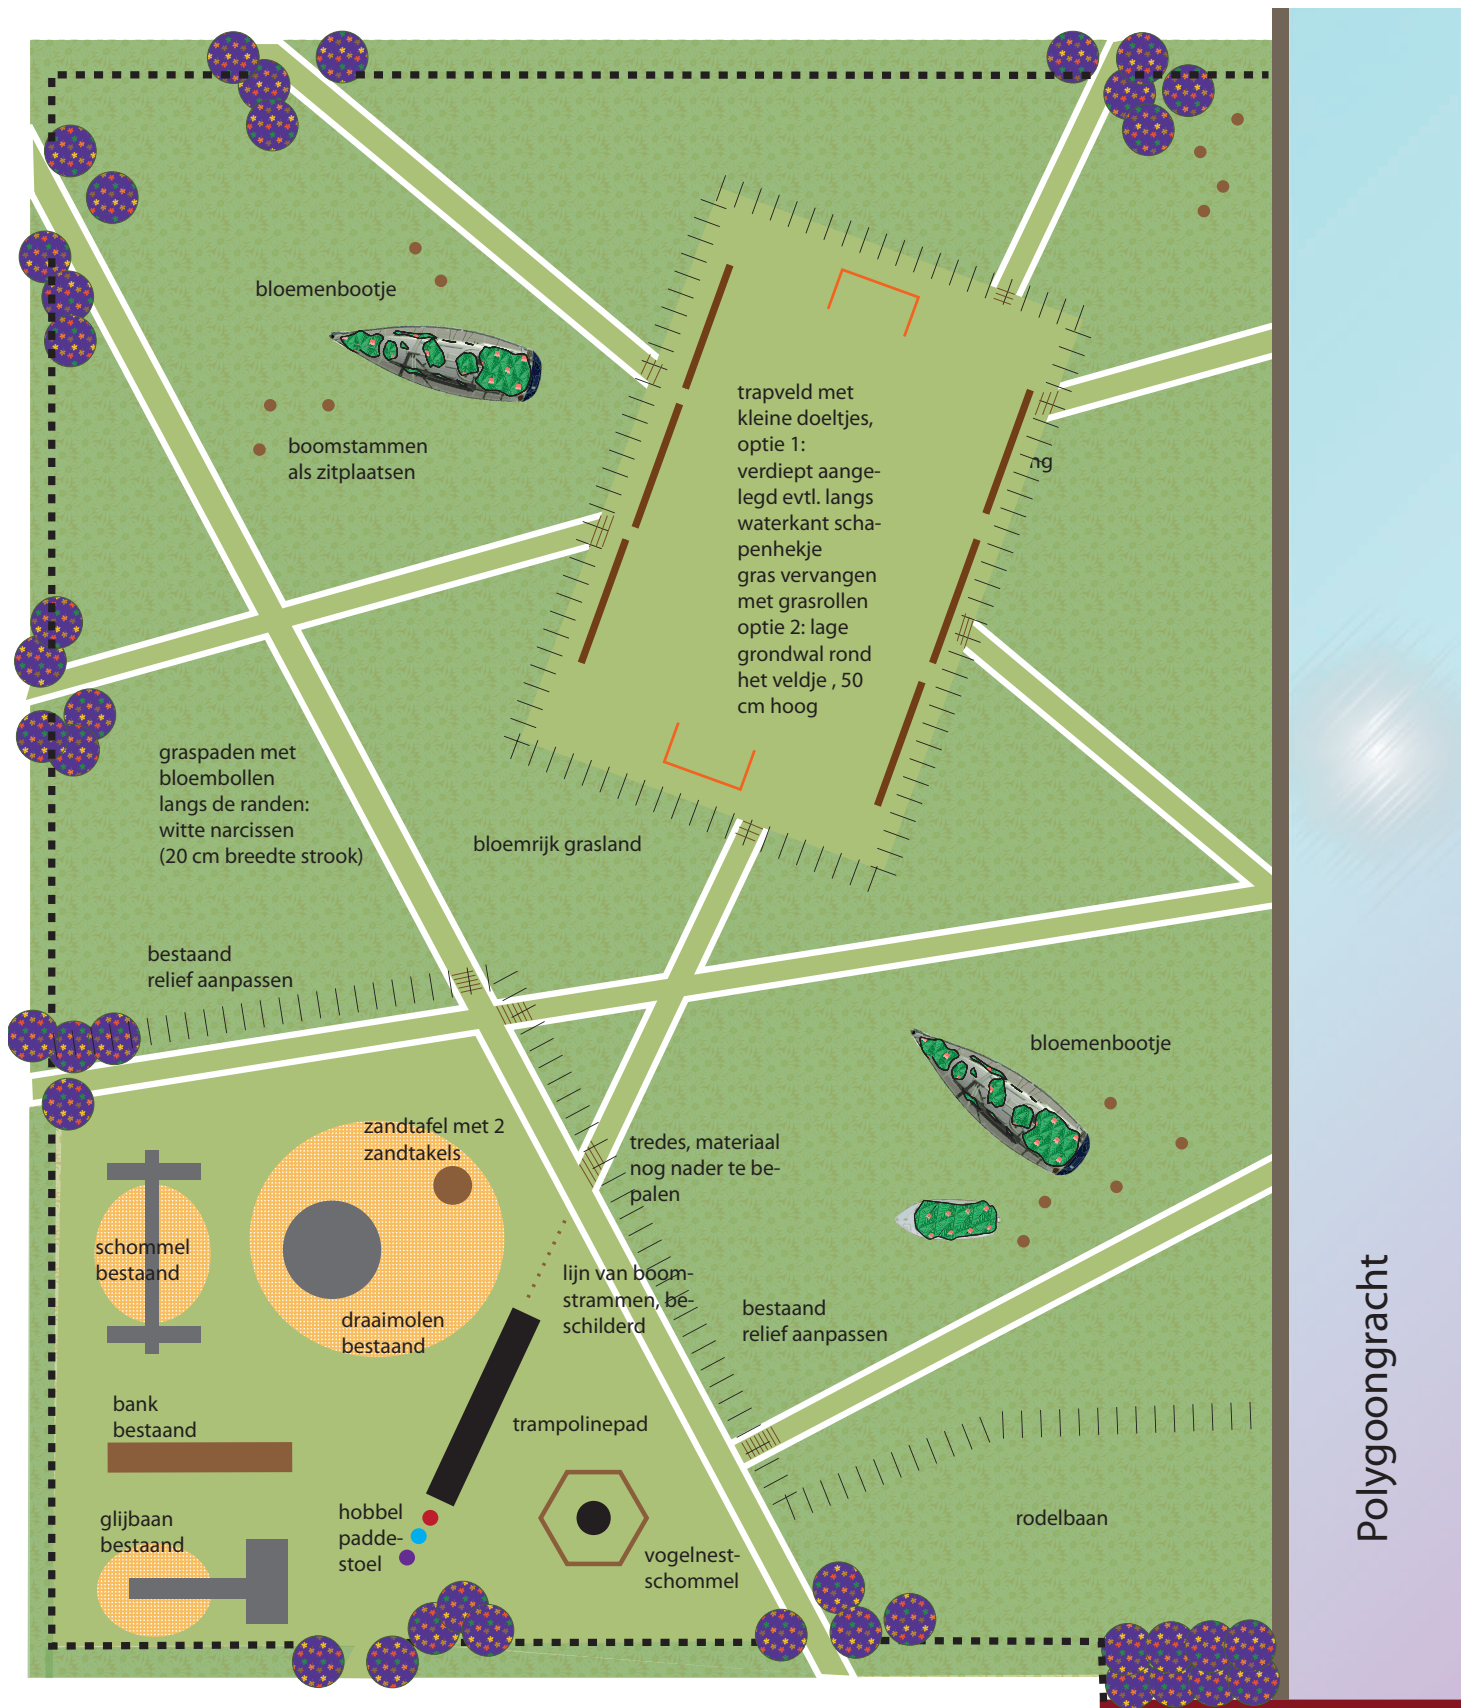 bloemenbootje
boomstammen
als zitplaatsen
trapveld met
kleine doeltjes,
optie 1:
verdiept aange-
legd evtl. langs
waterkant scha-
penhekje
gras vervangen
met grasrollen
optie 2: lage
grondwal rond
het veldje , 50
cm hoog
ng
graspaden met
bloembollen
langs de randen:
witte narcissen
(20 cm breedte strook)
bloemrijk grasland
bestaand
relief aanpassen
bloemenbootje
zandtafel met 2
zandtakels
tredes, materiaal
nog nader te be-
palen
schommel
bestaand
lijn van boom-
strammen, be-
schilderd
draaimolen
bestaand
bestaand
relief aanpassen
bank
bestaand
trampolinepad
glijbaan
bestaand
hobbel
padde-
stoel
vogelnest-
schommel
rodelbaan
Polygoongracht